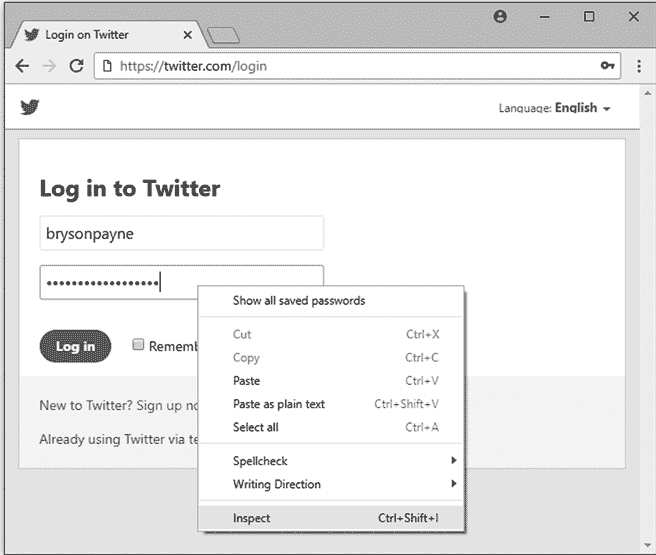 Login on Twitter
https://twitter.com/login
Language: English
Log in to Twitter
brysonpayne
••••••••••••••••••
Show all saved passwords
Cut Ctrl+X
Copy Ctrl+C
Paste Ctrl+V
Paste as plain text Ctrl+Shift+V
Select all Ctrl+A
Spellcheck
Writing Direction
Inspect Ctrl+Shift+I
Log in Rememb
New to Twitter? Sign up no
Already using Twitter via te